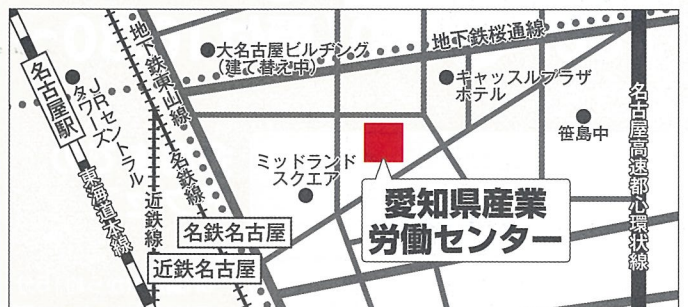 名古屋駅
JRセントラル
タワーズ
東海道本線
地下鉄東山線
名鉄線
近鉄線
大名古屋ビルヂング
(建て替え中)
地下鉄桜通線
キャッスルプラザ
ホテル
笹島中
名古屋高速都心環状線
ミッドランド
スクエア
愛知県産業
労働センター
名鉄名古屋
近鉄名古屋